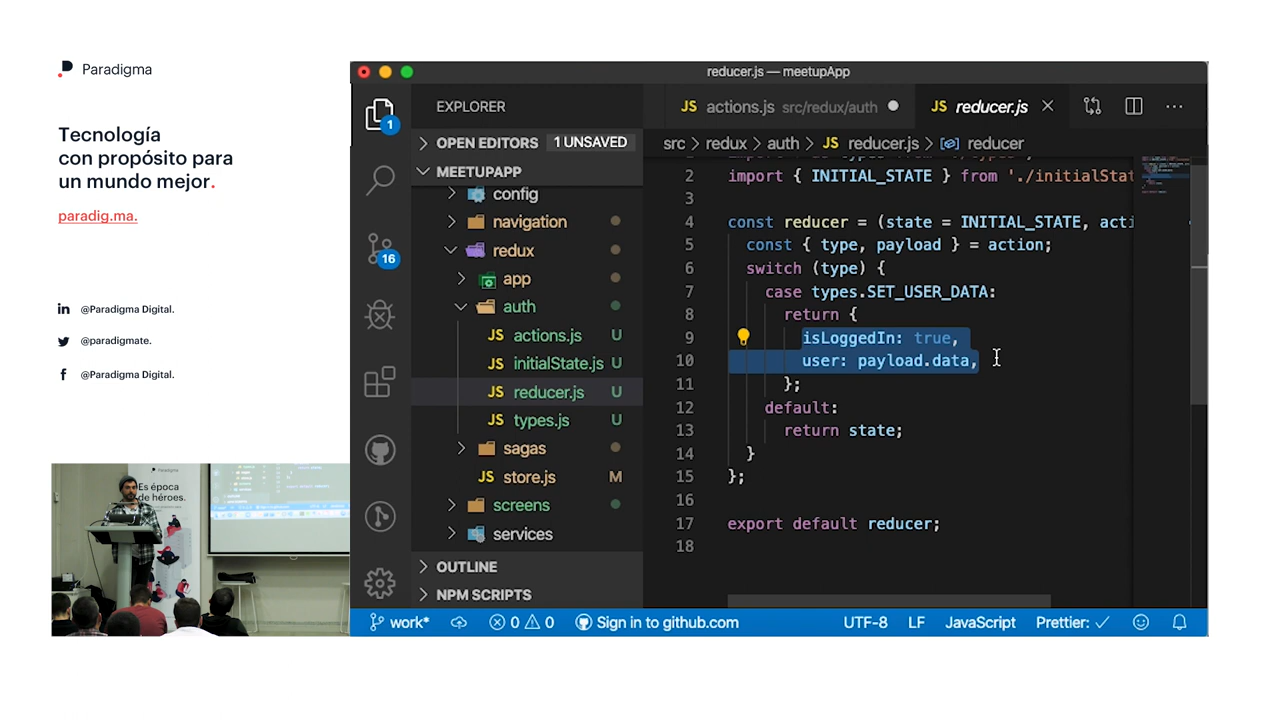 Paradigma
Tecnología
con propósito para
un mundo mejor.
paradig.ma.
@Paradigma Digital.
@paradigmate.
@Paradigma Digital.
Paradigma
Es época
de héroes.
reducer.js — meetupApp
1
16
EXPLORER
OPEN EDITORS 1 UNSAVED
MEETUPAPP
config
navigation
redux
app
auth
JS actions.js U
JS initialState.js U
JS reducer.js U
JS types.js U
sagas
JS store.js M
screens
services
OUTLINE
NPM SCRIPTS
JS actions.js src/redux/auth
JS reducer.js
src > redux > auth > JS reducer.js > reducer
2 import { INITIAL_STATE } from './initialStat
3
4 const reducer = (state = INITIAL_STATE, acti
5 const { type, payload } = action;
6 switch (type) {
7 case types.SET_USER_DATA:
8 return {
9 isLoggedIn: true,
10 user: payload.data,
11 };
12 default:
13 return state;
14 }
15 };
16
17 export default reducer;
18
work* 0 0 Sign in to github.com UTF-8 LF JavaScript Prettier: ✓